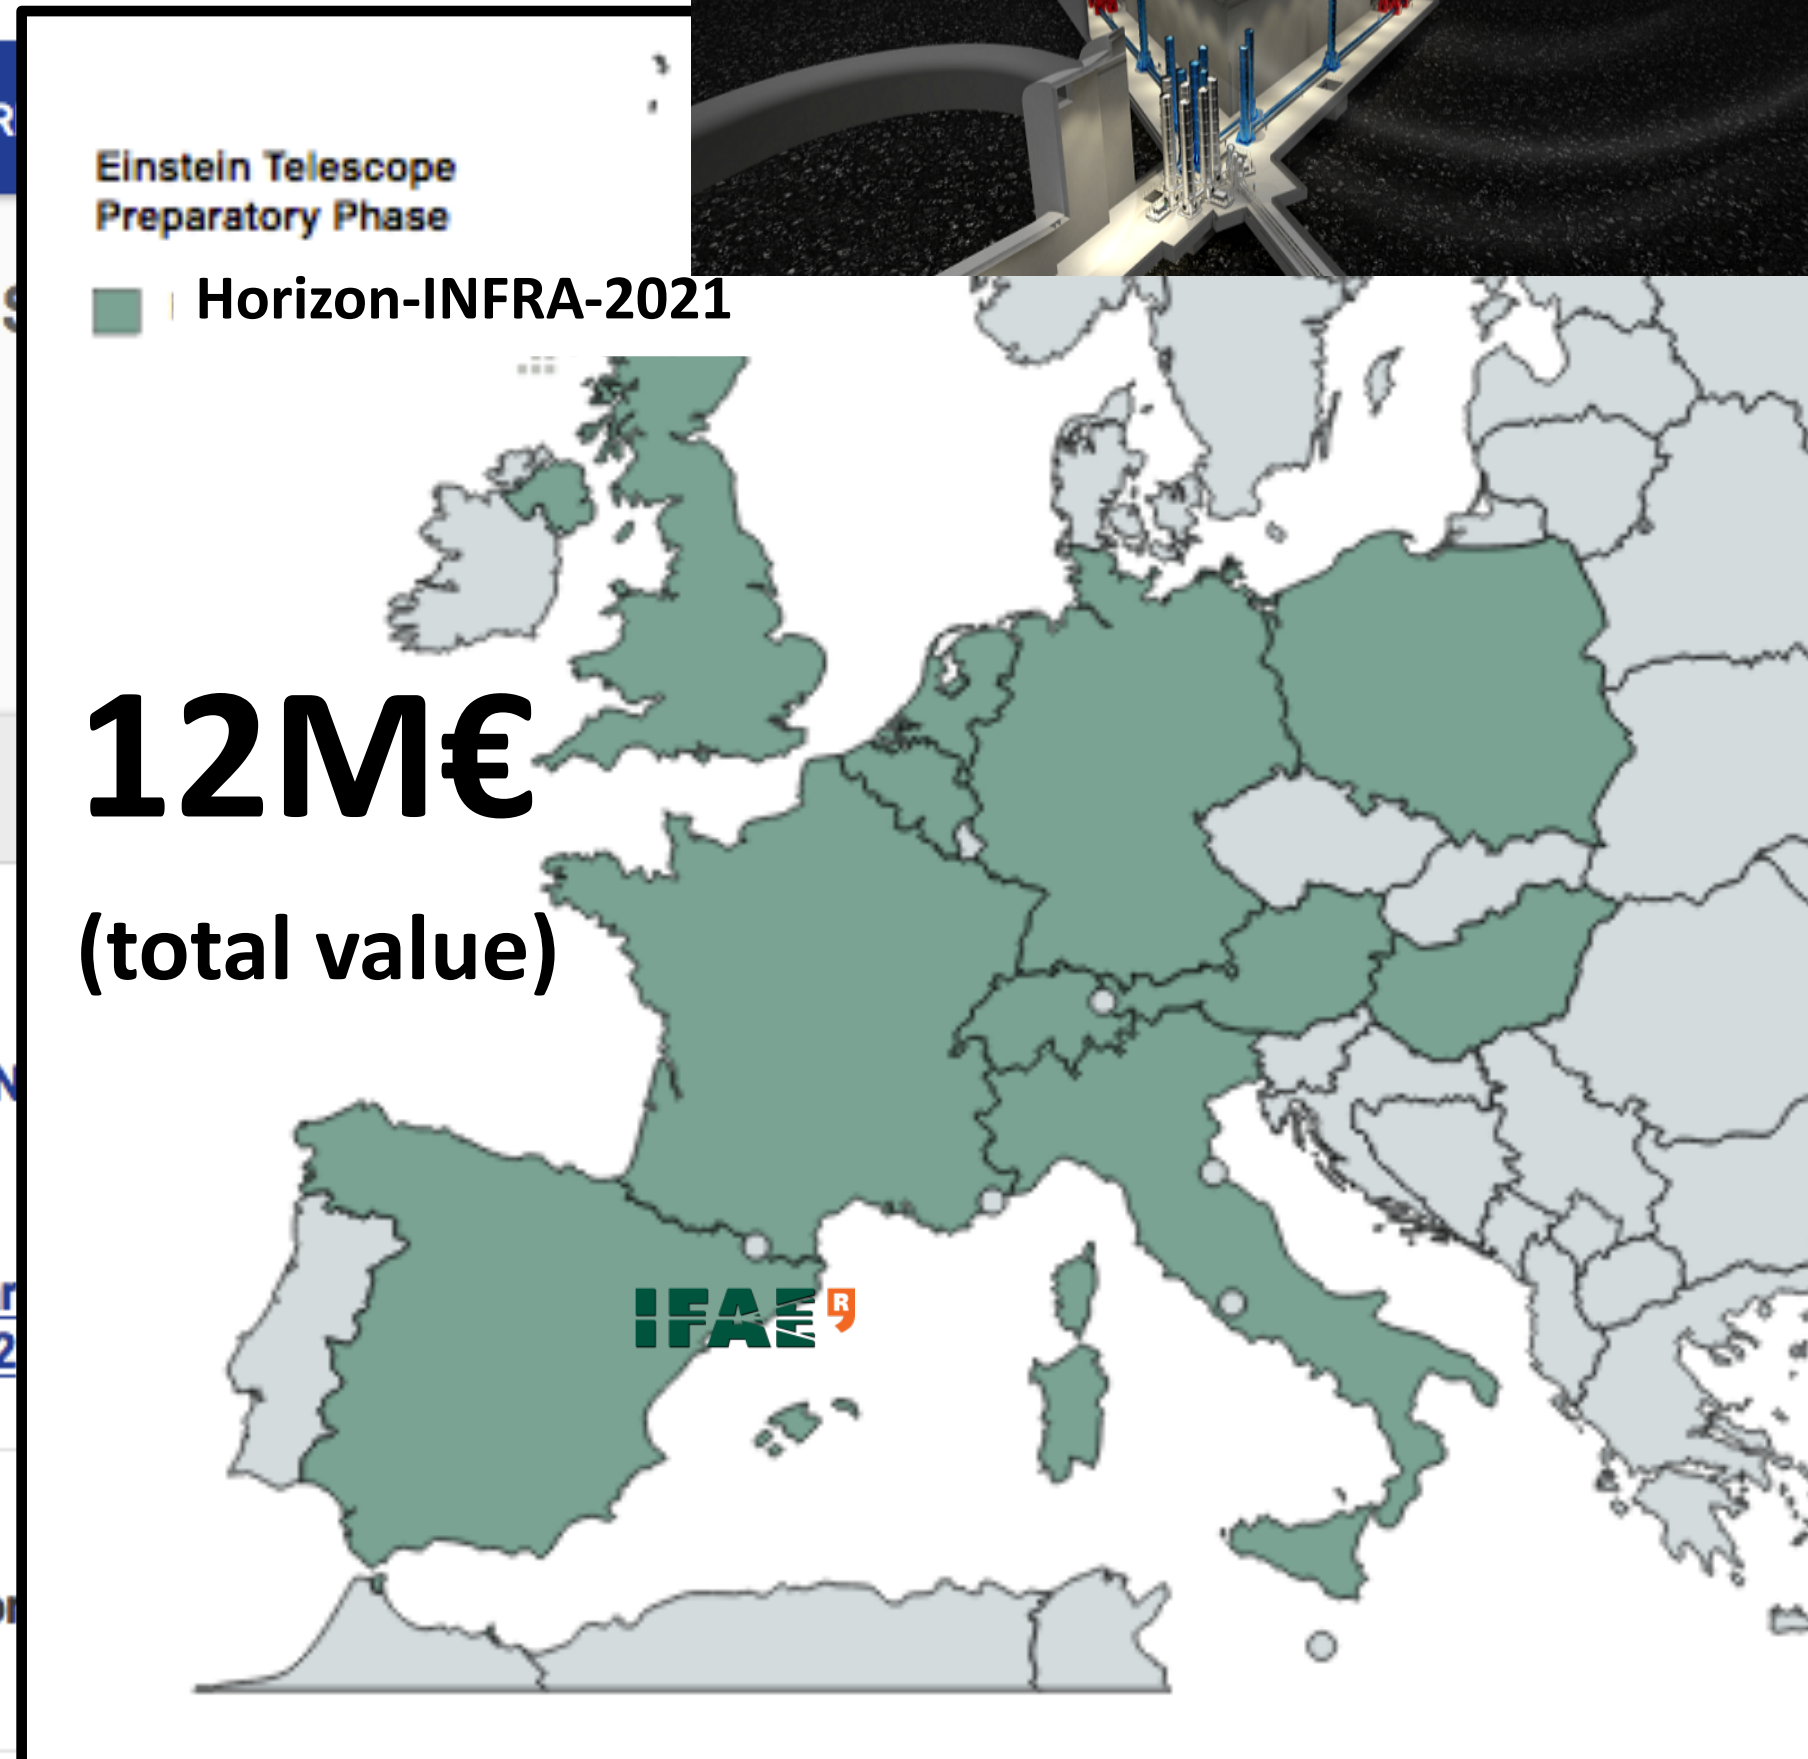 Einstein Telescope
Preparatory Phase
Horizon-INFRA-2021
12M€
(total value)
IFAE R